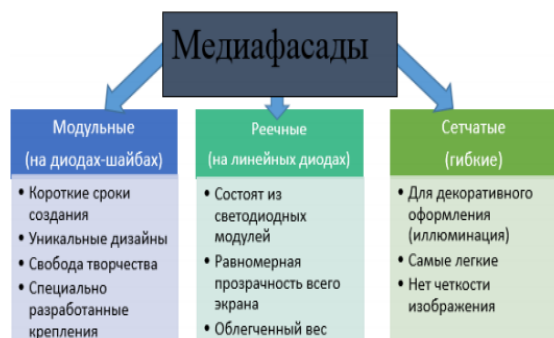 Медиафасады
Модульные
(на диодах-шайбах)
• Короткие сроки
создания
• Уникальные дизайны
• Свобода творчества
• Специально
разработанные
крепления
Реечные
(на линейных диодах)
• Состоят из
светодиодных
модулей
• Равномерная
прозрачность всего
экрана
• Облегченный вес
Сетчатые
(гибкие)
• Для декоративного
оформления
(иллюминация)
• Самые легкие
• Нет четкости
изображения